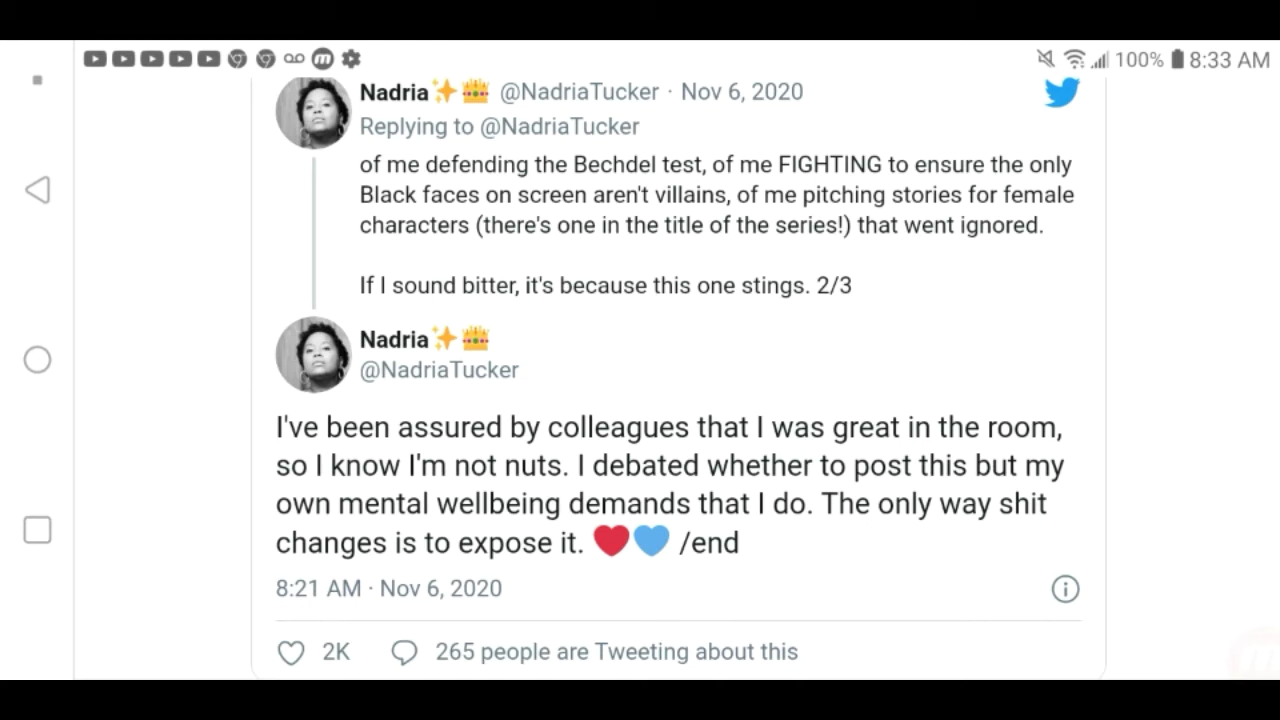 100% 8:33 AM
Nadria✨👑 @NadriaTucker · Nov 6, 2020
Replying to @NadriaTucker
of me defending the Bechdel test, of me FIGHTING to ensure the only
Black faces on screen aren't villains, of me pitching stories for female
characters (there's one in the title of the series!) that went ignored.
If I sound bitter, it's because this one stings. 2/3
Nadria✨👑
@NadriaTucker
I've been assured by colleagues that I was great in the room,
so I know I'm not nuts. I debated whether to post this but my
own mental wellbeing demands that I do. The only way shit
changes is to expose it. ❤️💙 /end
8:21 AM · Nov 6, 2020
2K 265 people are Tweeting about this